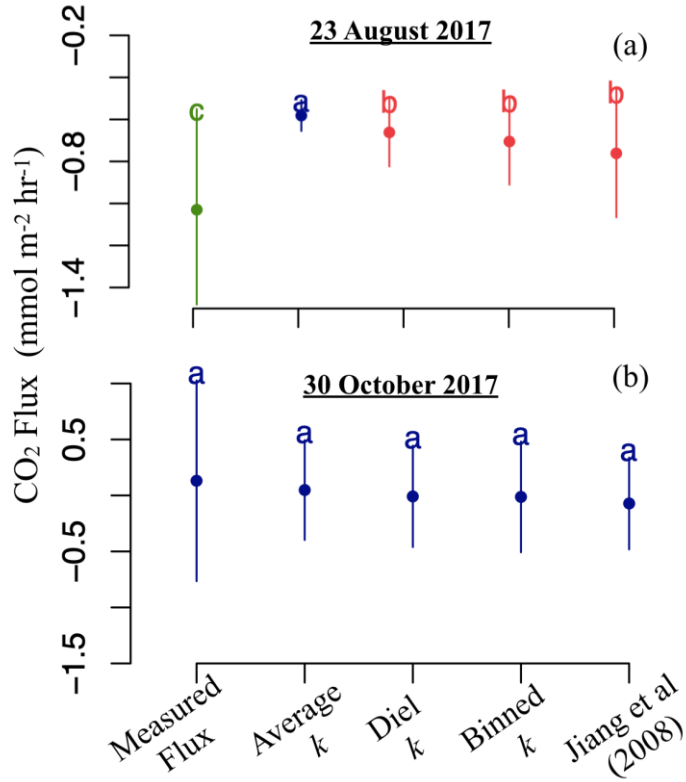 23 August 2017
(a)
−0.2
−0.8
−1.4
c
a
b
b
b
CO₂ Flux (mmol m⁻² hr⁻¹)
30 October 2017
(b)
0.5
−0.5
−1.5
a
a
a
a
a
Measured
Flux
Average
k
Diel
k
Binned
k
Jiang et al
(2008)